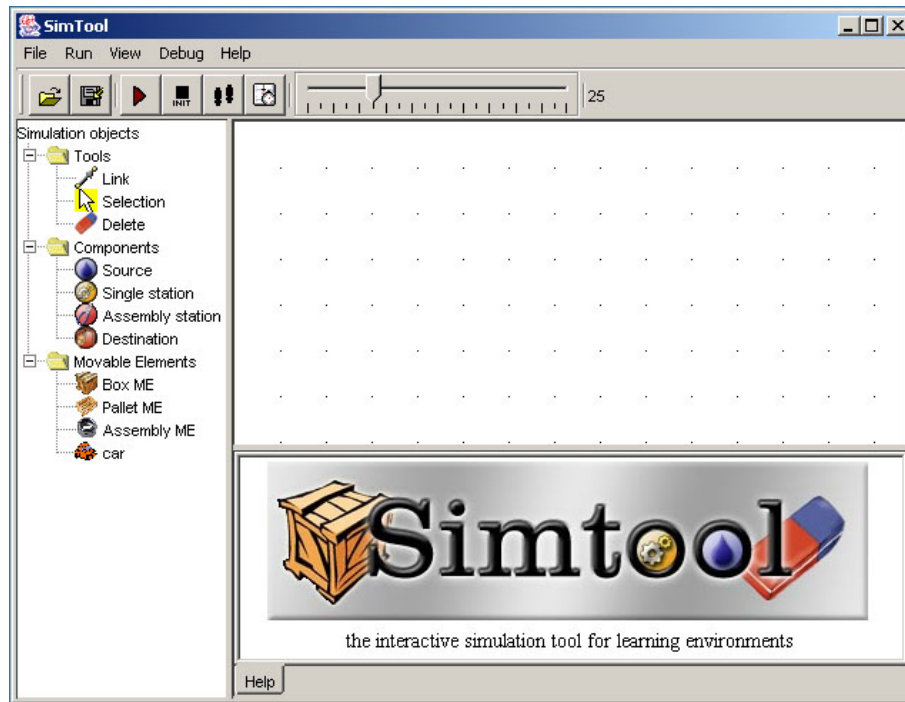 SimTool
File Run View Debug Help
INIT
25
Simulation objects
Tools
Link
Selection
Delete
Components
Source
Single station
Assembly station
Destination
Movable Elements
Box ME
Pallet ME
Assembly ME
car
Simtool
the interactive simulation tool for learning environments
Help